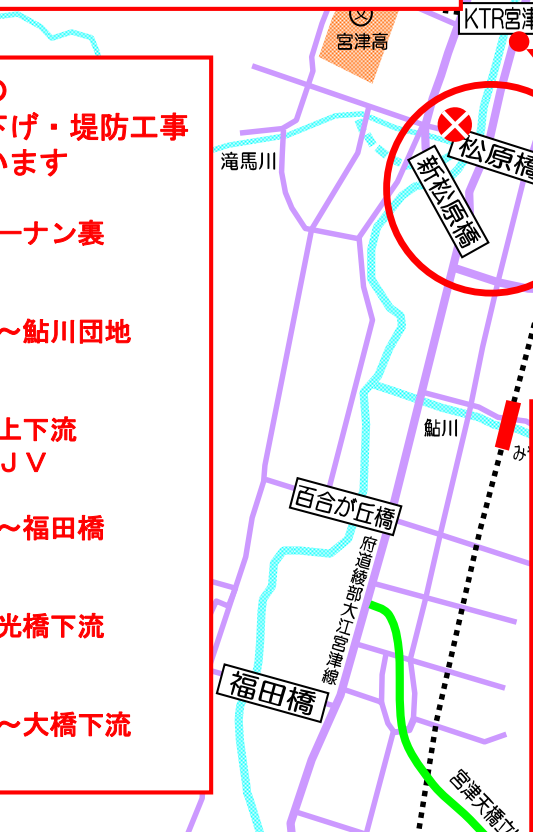 KTR宮津
宮津高
下げ・堤防工事
います
滝馬川
松原橋
新松原橋
ーナン裏
～鮎川団地
上下流
ＪＶ
鮎川
み
百合が丘橋
～福田橋
府道綾部大江宮津線
光橋下流
福田橋
～大橋下流
宮津天橋立